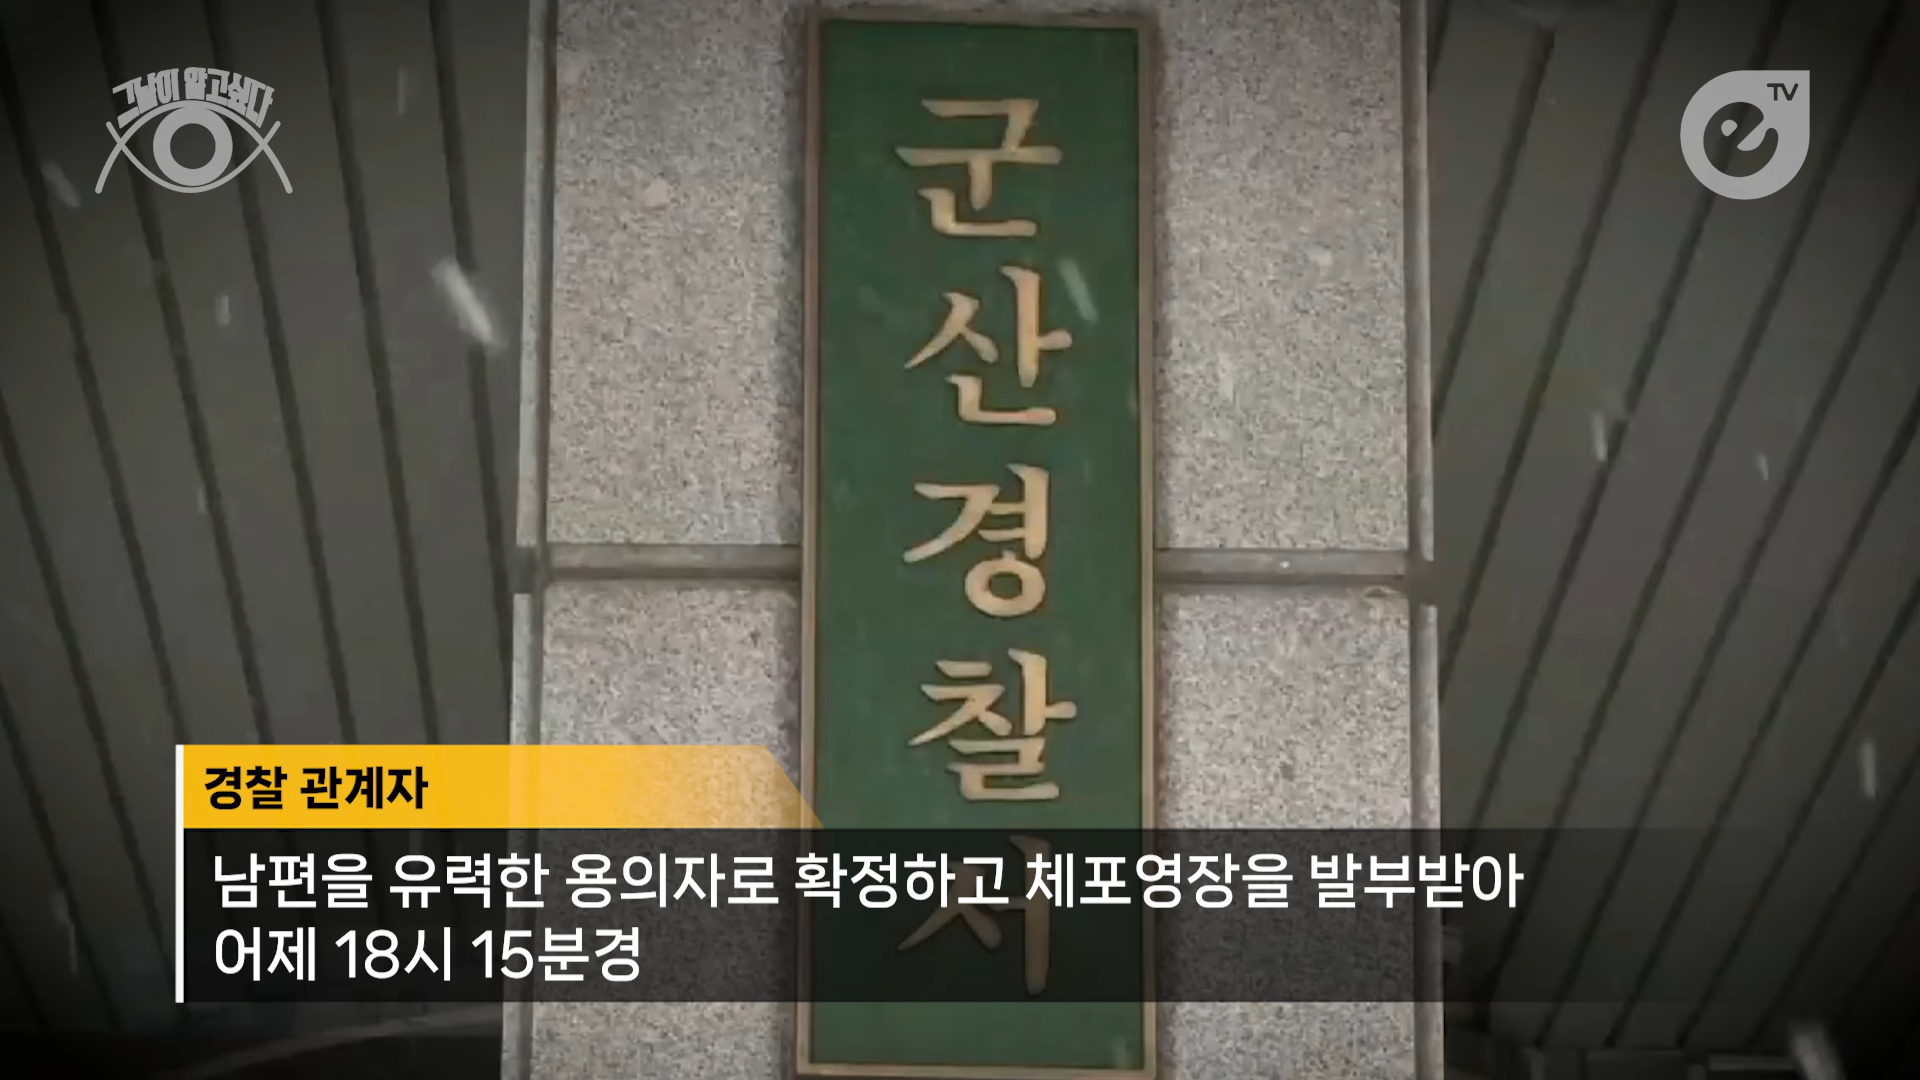 그것이 알고싶다
TV
군산경찰서
경찰 관계자
남편을 유력한 용의자로 확정하고 체포영장을 발부받아
어제 18시 15분경